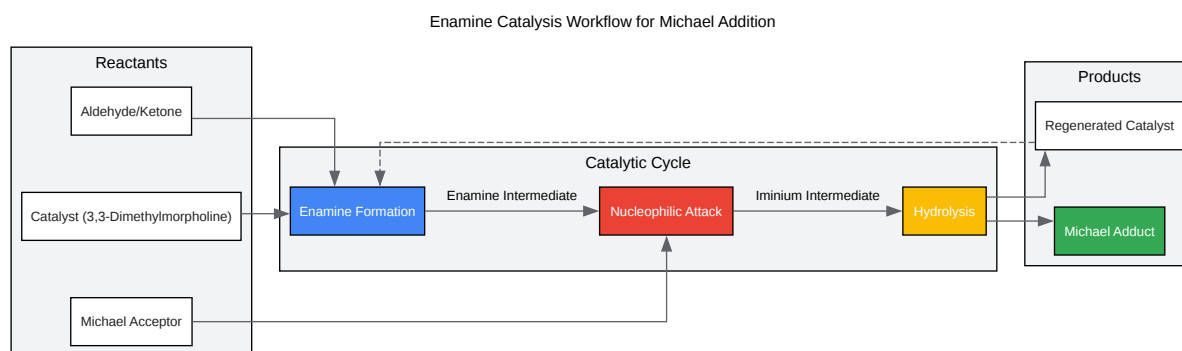 Enamine Catalysis Workflow for Michael Addition
Reactants
Aldehyde/Ketone
Catalyst (3,3-Dimethylmorpholine)
Michael Acceptor
Catalytic Cycle
Enamine Formation
Enamine Intermediate
Nucleophilic Attack
Iminium Intermediate
Hydrolysis
Products
Regenerated Catalyst
Michael Adduct